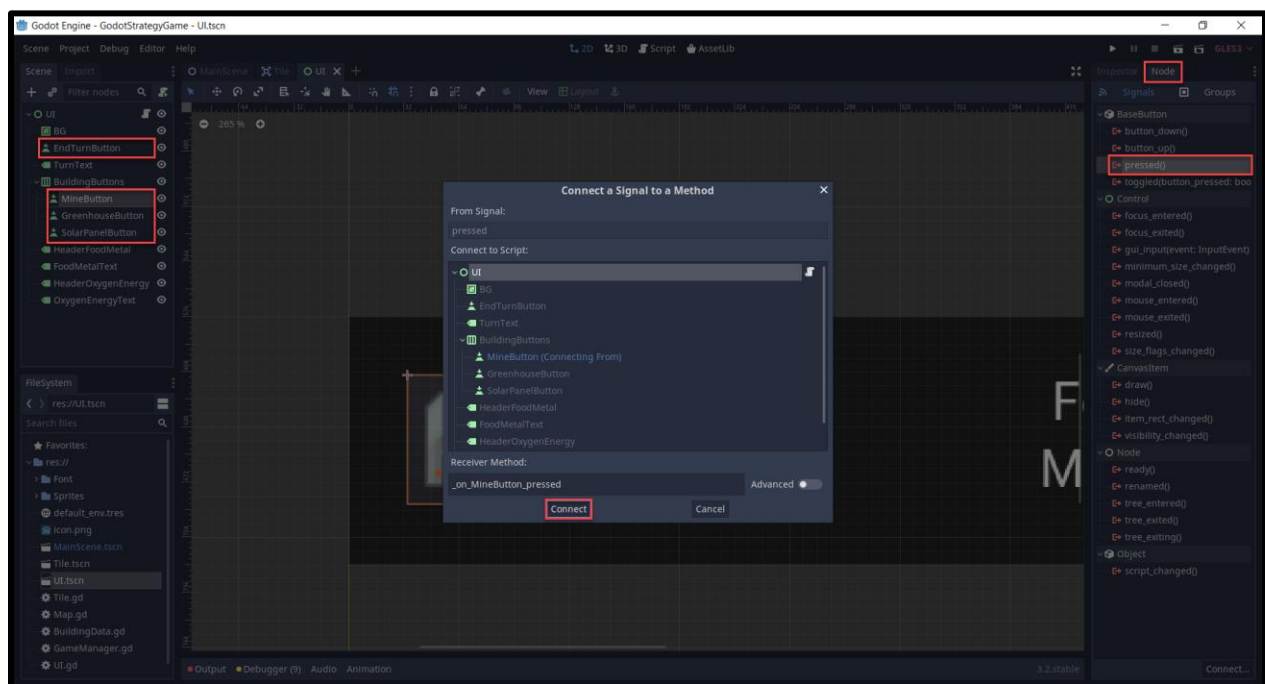 Godot Engine - GodotStrategyGame - UI.tscn
Scene Project Debug Editor Help
2D 3D Script AssetLib
GLES3
Scene Import
MainScene Tile UI
Inspector Node
Filter nodes
View Layout
Signals Groups
265 %
UI
BG
EndTurnButton
TurnText
BuildingButtons
MineButton
GreenhouseButton
SolarPanelButton
HeaderFoodMetal
FoodMetalText
HeaderOxygenEnergy
OxygenEnergyText
FileSystem
res://UI.tscn
Search files
Favorites:
res://
Font
Sprites
default_env.tres
icon.png
MainScene.tscn
Tile.tscn
UI.tscn
Tile.gd
Map.gd
BuildingData.gd
GameManager.gd
UI.gd
Connect a Signal to a Method
From Signal:
pressed
Connect to Script:
UI
BG
EndTurnButton
TurnText
BuildingButtons
MineButton (Connecting From)
GreenhouseButton
SolarPanelButton
HeaderFoodMetal
FoodMetalText
HeaderOxygenEnergy
Receiver Method:
_on_MineButton_pressed
Advanced
Connect Cancel
F
M
BaseButton
button_down()
button_up()
pressed()
toggled(button_pressed: boo
Control
focus_entered()
focus_exited()
gui_input(event: InputEvent)
minimum_size_changed()
modal_closed()
mouse_entered()
mouse_exited()
resized()
size_flags_changed()
CanvasItem
draw()
hide()
item_rect_changed()
visibility_changed()
Node
ready()
renamed()
tree_entered()
tree_exited()
tree_exiting()
Object
script_changed()
Output Debugger (9) Audio Animation
3.2.stable
Connect...